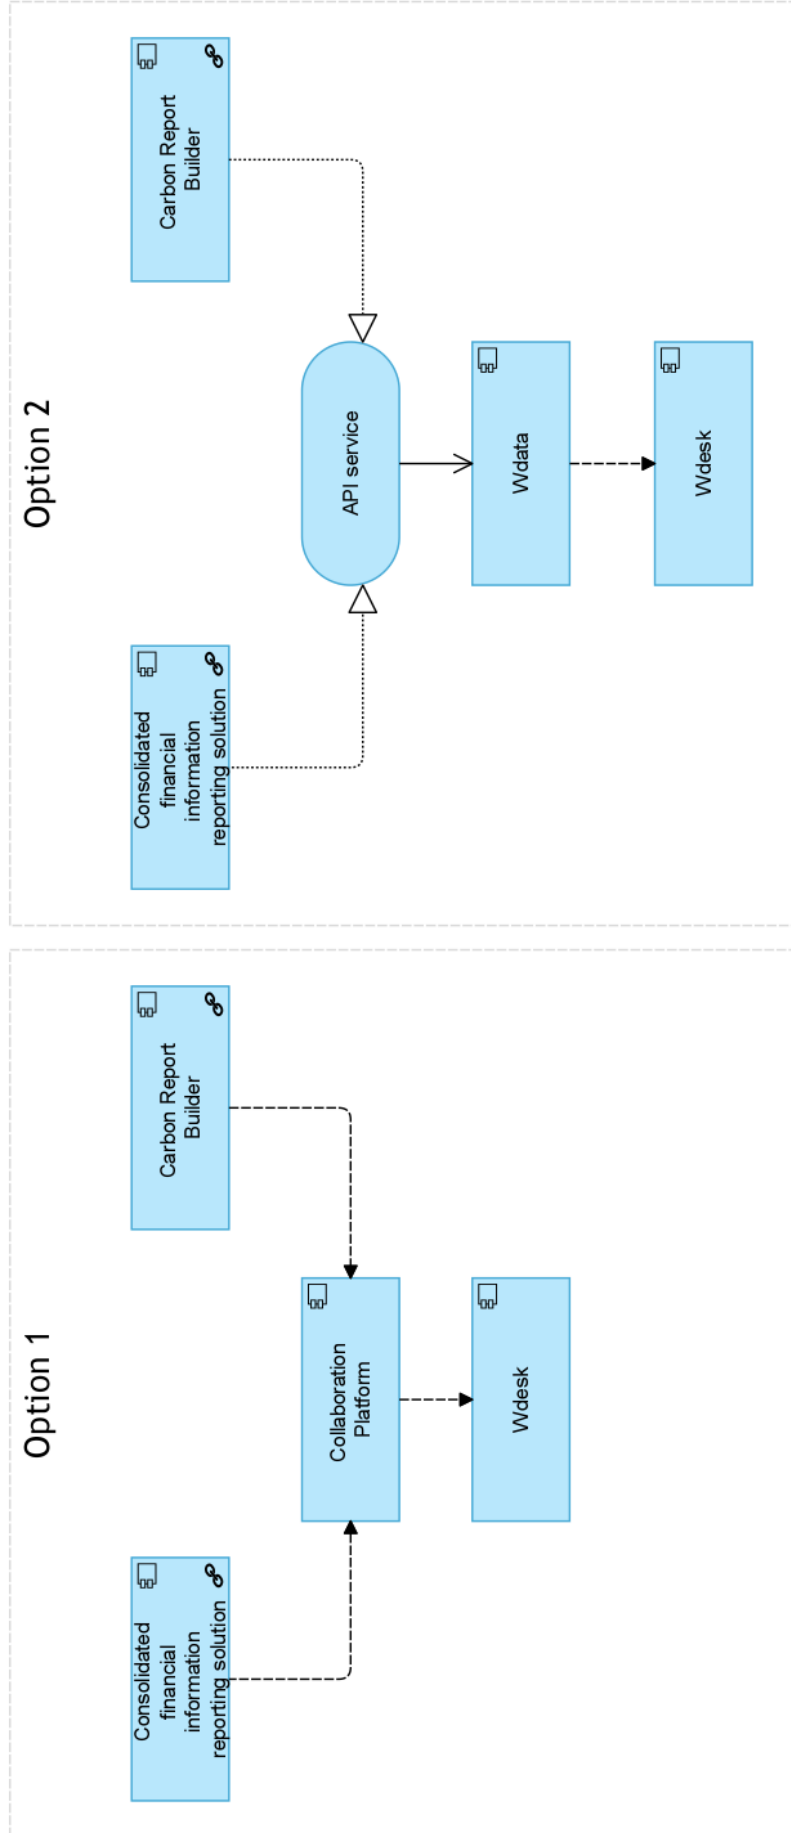 Option 1
Consolidated
financial
information
reporting solution
Carbon Report
Builder
Collaboration
Platform
Wdesk
Option 2
Consolidated
financial
information
reporting solution
Carbon Report
Builder
API service
Wdata
Wdesk